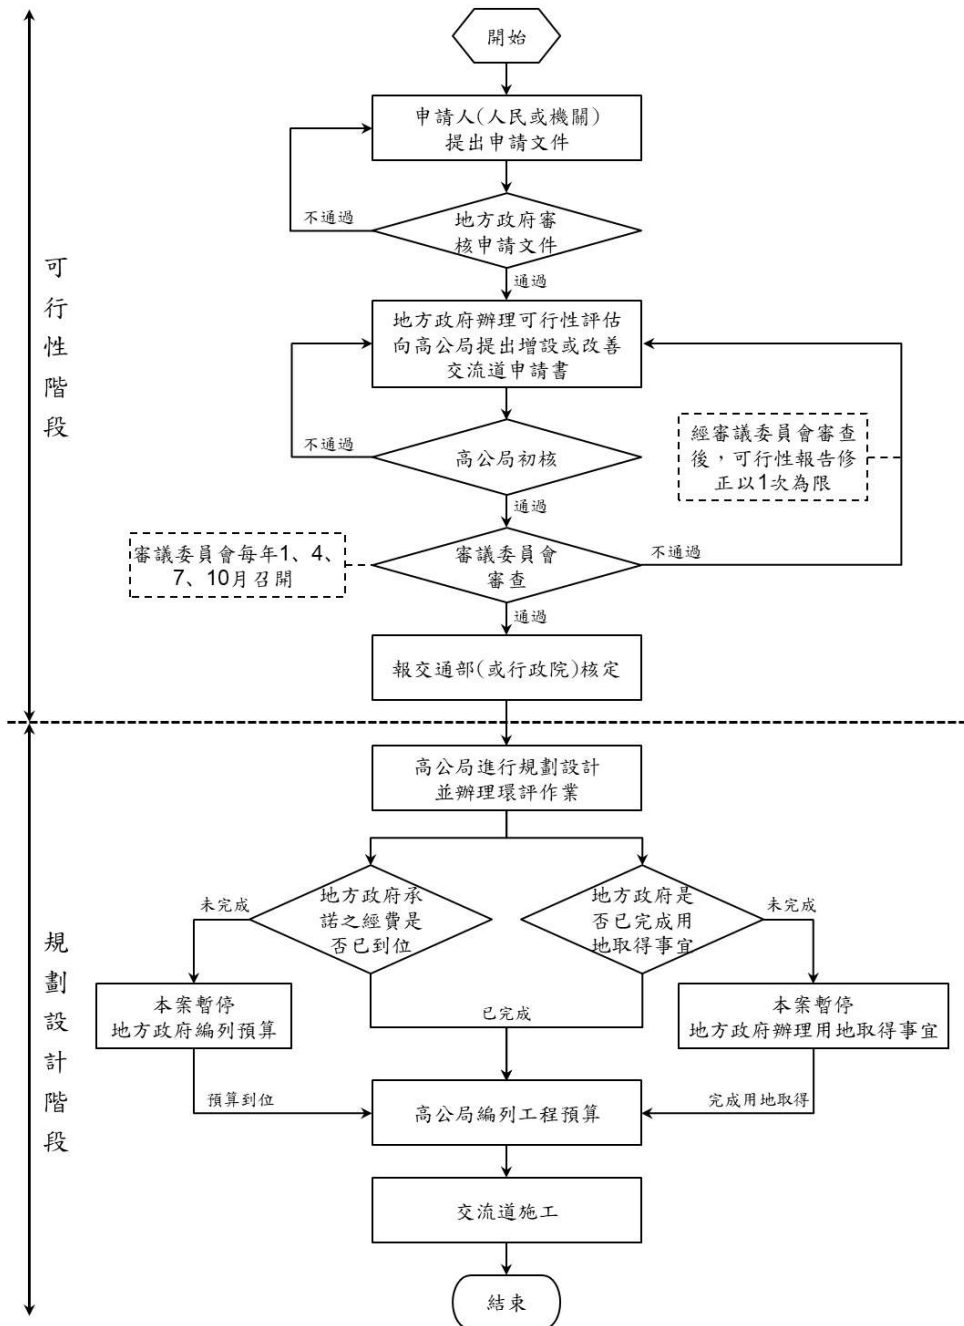 開始
申請人(人民或機關)
提出申請文件
不通過
地方政府審
核申請文件
通過
可行性階段
地方政府辦理可行性評估
向高公局提出增設或改善
交流道申請書
不通過
高公局初核
通過
經審議委員會審查
後，可行性報告修
正以1次為限
審議委員會每年1、4、
7、10月召開
審議委員會
審查
不通過
通過
報交通部(或行政院)核定
高公局進行規劃設計
並辦理環評作業
規劃設計階段
未完成
地方政府承
諾之經費是
否已到位
地方政府是
否已完成用
地取得事宜
未完成
本案暫停
地方政府編列預算
已完成
本案暫停
地方政府辦理用地取得事宜
預算到位
高公局編列工程預算
完成用地取得
交流道施工
結束